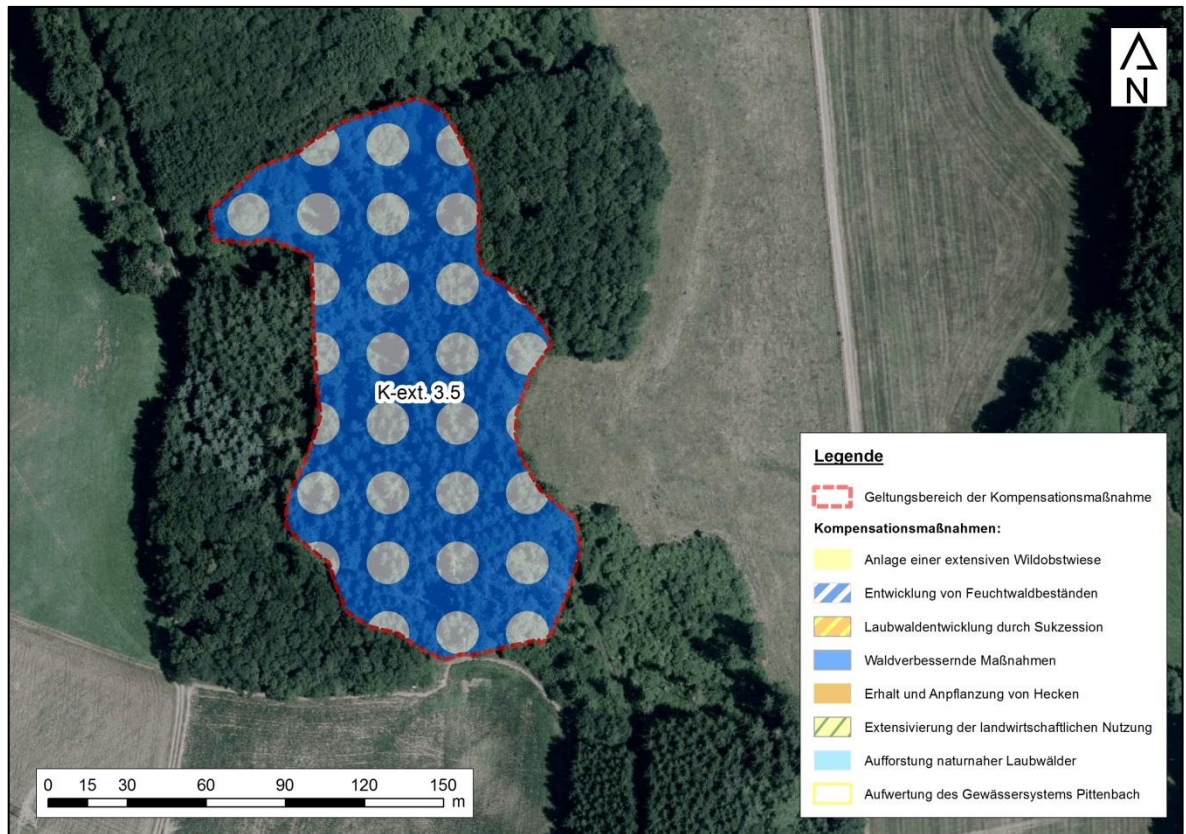 N
K-ext. 3.5
Legende
Geltungsbereich der Kompensationsmaßnahme
Kompensationsmaßnahmen:
Anlage einer extensiven Wildobstwiese
Entwicklung von Feuchtwaldbeständen
Laubwaldentwicklung durch Sukzession
Waldverbessernde Maßnahmen
Erhalt und Anpflanzung von Hecken
Extensivierung der landwirtschaftlichen Nutzung
Aufforstung naturnaher Laubwälder
Aufwertung des Gewässersystems Pittenbach
0 15 30 60 90 120 150
m